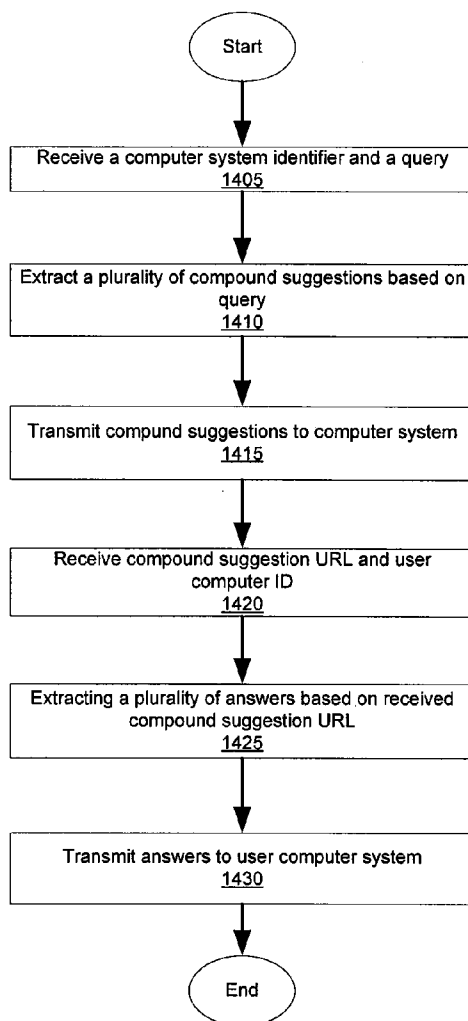 Start
Receive a computer system identifier and a query
1405
Extract a plurality of compound suggestions based on
query
1410
Transmit compund suggestions to computer system
1415
Receive compound suggestion URL and user
computer ID
1420
Extracting a plurality of answers based on received
compound suggestion URL
1425
Transmit answers to user computer system
1430
End